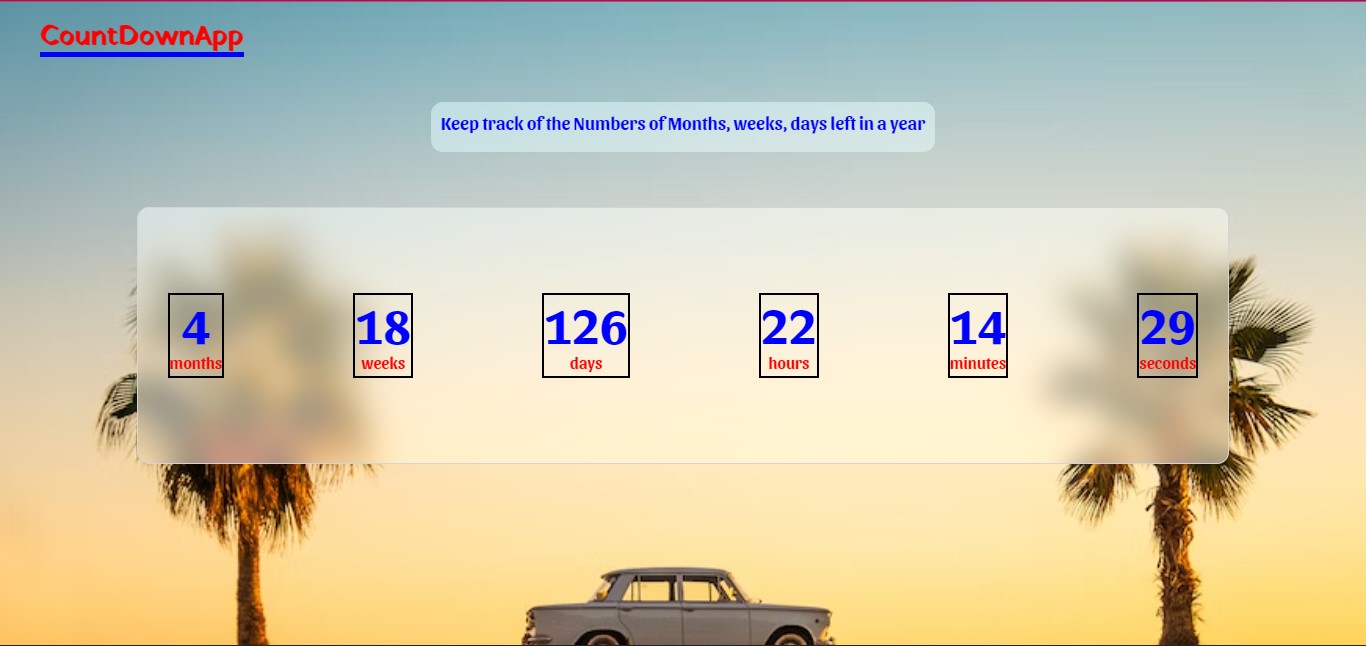 CountDownApp
Keep track of the Numbers of Months, weeks, days left in a year
4 18 126 22 14 29
months weeks days hours minutes seconds